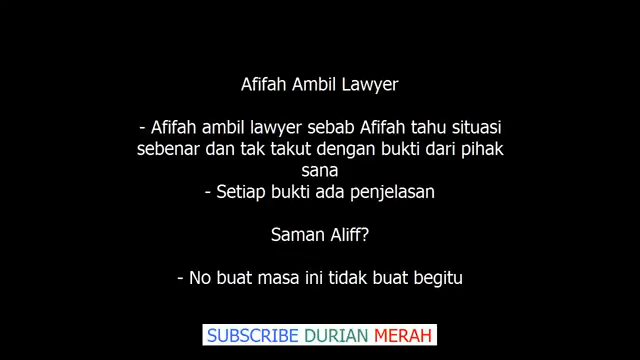 Afifah Ambil Lawyer
- Afifah ambil lawyer sebab Afifah tahu situasi
sebenar dan tak takut dengan bukti dari pihak
sana
- Setiap bukti ada penjelasan
Saman Aliff?
- No buat masa ini tidak buat begitu
SUBSCRIBE DURIAN MERAH